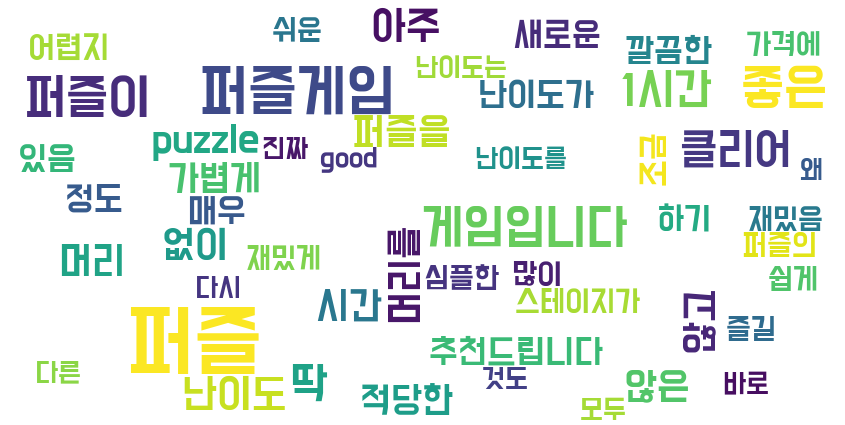 아주
쉬운
새로운
어렵지
깔끔한
가격에
난이도는
퍼즐이
퍼즐게임
난이도가
1시간
좋은
puzzle
퍼즐을
진짜
good
난이도를
조금
클리어
왜
있음
가볍게
정도
매우
게임입니다
하기
재밌음
머리
없이
재밌게
머리를
심플한
많이
퍼즐의
쉽게
다시
시간
스테이지가
고현
즐길
퍼즐
추천드립니다
다른
난이도
딱
적당한
것도
모두
않은
바로